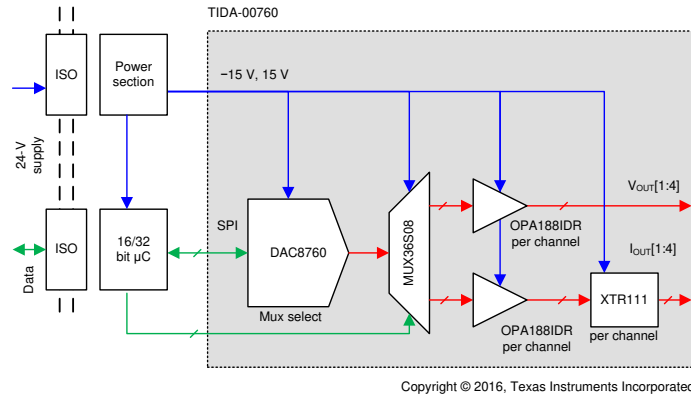 TIDA-00760
ISO
Power
section
−15 V, 15 V
24-V
supply
ISO
Data
16/32
bit µC
SPI
DAC8760
Mux select
MUX36S08
OPA188IDR
per channel
VOUT[1:4]
IOUT[1:4]
OPA188IDR
per channel
XTR111
per channel
Copyright © 2016, Texas Instruments Incorporated